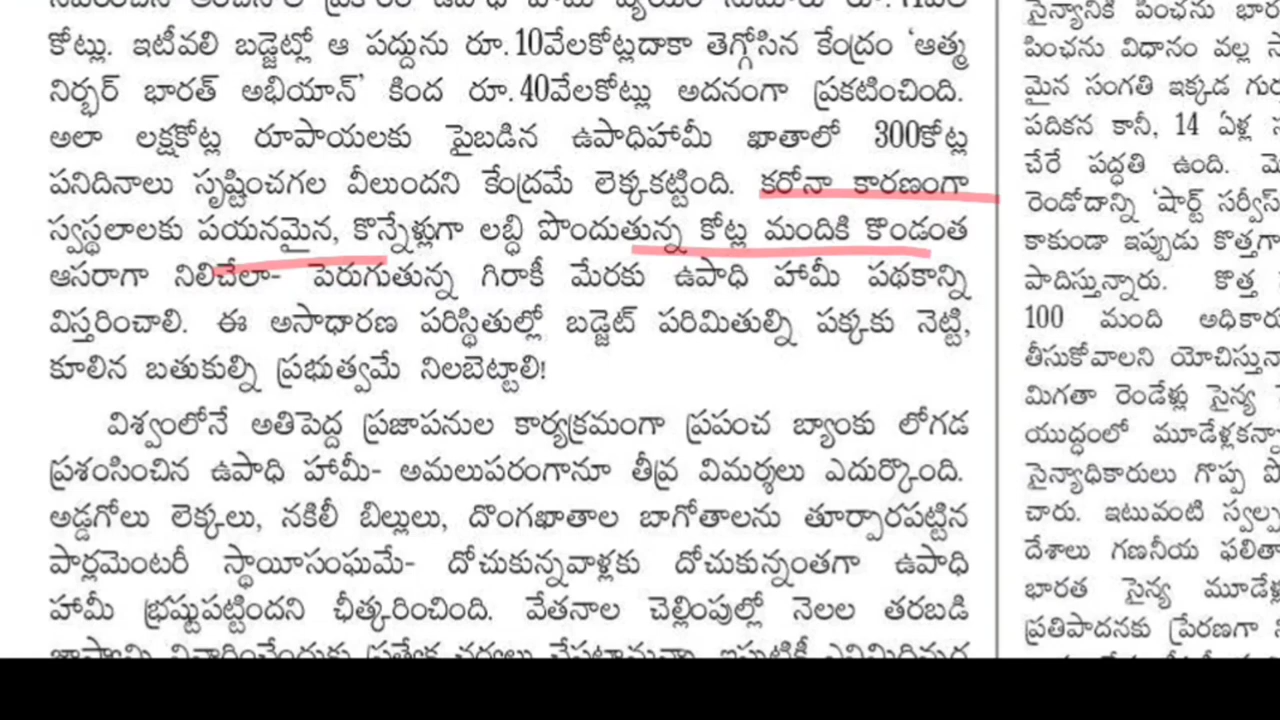 కోట్లు. ఇటీవలి బడ్జెట్లో ఆ పద్దును రూ. 10వేలకోట్లదాకా తెగ్గోసిన కేంద్రం ‘ఆత్మ
నిర్భర్ భారత్ అభియాన్’ కింద రూ. 40వేలకోట్లు అదనంగా ప్రకటించింది.
అలా లక్షకోట్ల రూపాయలకు పైబడిన ఉపాధిహామీ ఖాతాలో 300కోట్ల
పనిదినాలు సృష్టించగల వీలుందని కేంద్రమే లెక్కకట్టింది. కరోనా కారణంగా
స్వస్థలాలకు పయనమైన, కొన్నేళ్లుగా లబ్ధి పొందుతున్న కోట్ల మందికి కొండంత
ఆసరాగా నిలిచేలా- పెరుగుతున్న గిరాకీ మేరకు ఉపాధి హామీ పథకాన్ని
విస్తరించాలి. ఈ అసాధారణ పరిస్థితుల్లో బడ్జెట్ పరిమితుల్ని పక్కకు నెట్టి,
కూలిన బతుకుల్ని ప్రభుత్వమే నిలబెట్టాలి!
విశ్వంలోనే అతిపెద్ద ప్రజాపనుల కార్యక్రమంగా ప్రపంచ బ్యాంకు లోగడ
ప్రశంసించిన ఉపాధి హామీ- అమలుపరంగానూ తీవ్ర విమర్శలు ఎదుర్కొంది.
అడ్డగోలు లెక్కలు, నకిలీ బిల్లులు, దొంగఖాతాల బాగోతాలను తూర్పారపట్టిన
పార్లమెంటరీ స్థాయీసంఘమే- దోచుకున్నవాళ్లకు దోచుకున్నంతగా ఉపాధి
హామీ భ్రష్టుపట్టిందని ఛీత్కరించింది. వేతనాల చెల్లింపుల్లో నెలల తరబడి
సైన్యానికి పింఛను
పింఛను విధానం వల్ల
మైన సంగతి ఇక్కడ
పదికన కానీ, 14 ఏళ్ల
చేరే పద్ధతి ఉంది.
రెండోదాన్ని ‘షార్ట్ సర్వీస్
కాకుండా ఇప్పుడు కొత్తగా
పాదిస్తున్నారు. కొత్త
100 మంది
తీసుకోవాలని
మిగతా రెండేళ్లు సైన్య
యుద్ధంలో
సైన్యాధికారులు గొప్ప
చారు. ఇటువంటి
దేశాలు గణనీయ
భారత సైన్య
ప్రతిపాదనకు ప్రేరణగా